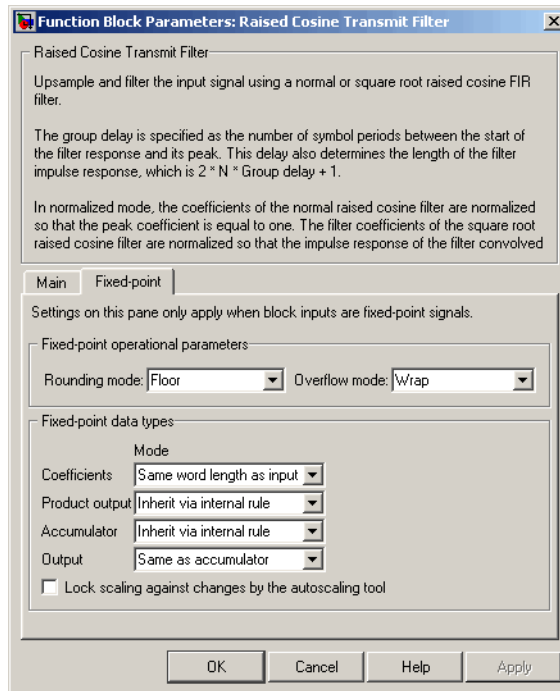 Function Block Parameters: Raised Cosine Transmit Filter
Raised Cosine Transmit Filter
Upsample and filter the input signal using a normal or square root raised cosine FIR
filter.
The group delay is specified as the number of symbol periods between the start of
the filter response and its peak. This delay also determines the length of the filter
impulse response, which is 2 * N * Group delay + 1.
In normalized mode, the coefficients of the normal raised cosine filter are normalized
so that the peak coefficient is equal to one. The filter coefficients of the square root
raised cosine filter are normalized so that the impulse response of the filter convolved
Main Fixed-point
Settings on this pane only apply when block inputs are fixed-point signals.
Fixed-point operational parameters
Rounding mode: Floor Overflow mode: Wrap
Fixed-point data types
Mode
Coefficients Same word length as input
Product output Inherit via internal rule
Accumulator Inherit via internal rule
Output Same as accumulator
Lock scaling against changes by the autoscaling tool
OK Cancel Help Apply